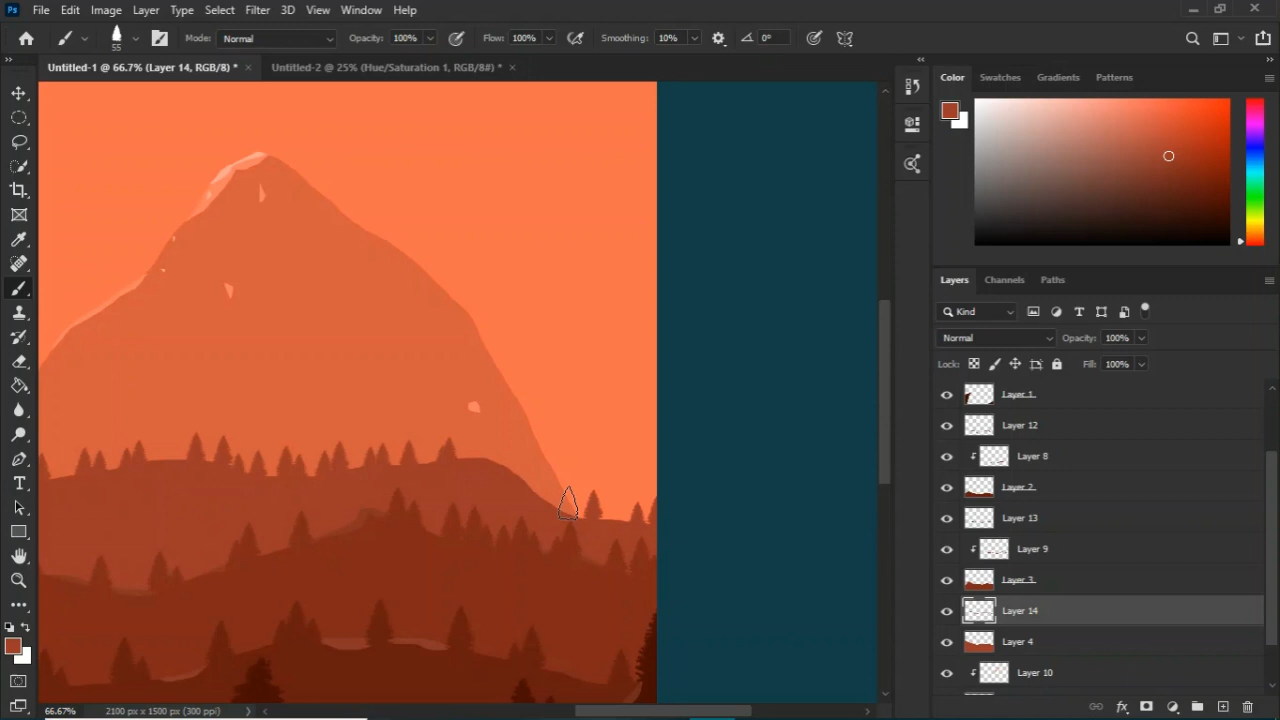 Ps File Edit Image Layer Type Select Filter 3D View Window Help
55 Mode: Normal Opacity: 100% Flow: 100% Smoothing: 10% 0°
Untitled-1 @ 66.7% (Layer 14, RGB/8) * × Untitled-2 @ 25% (Hue/Saturation 1, RGB/8#) * ×
Color Swatches Gradients Patterns
Layers Channels Paths
Kind
Normal Opacity: 100%
Lock: Fill: 100%
Layer 1
Layer 12
Layer 8
Layer 2
Layer 13
Layer 9
Layer 3
Layer 14
Layer 4
Layer 10
66.67% 2100 px x 1500 px (300 ppi)